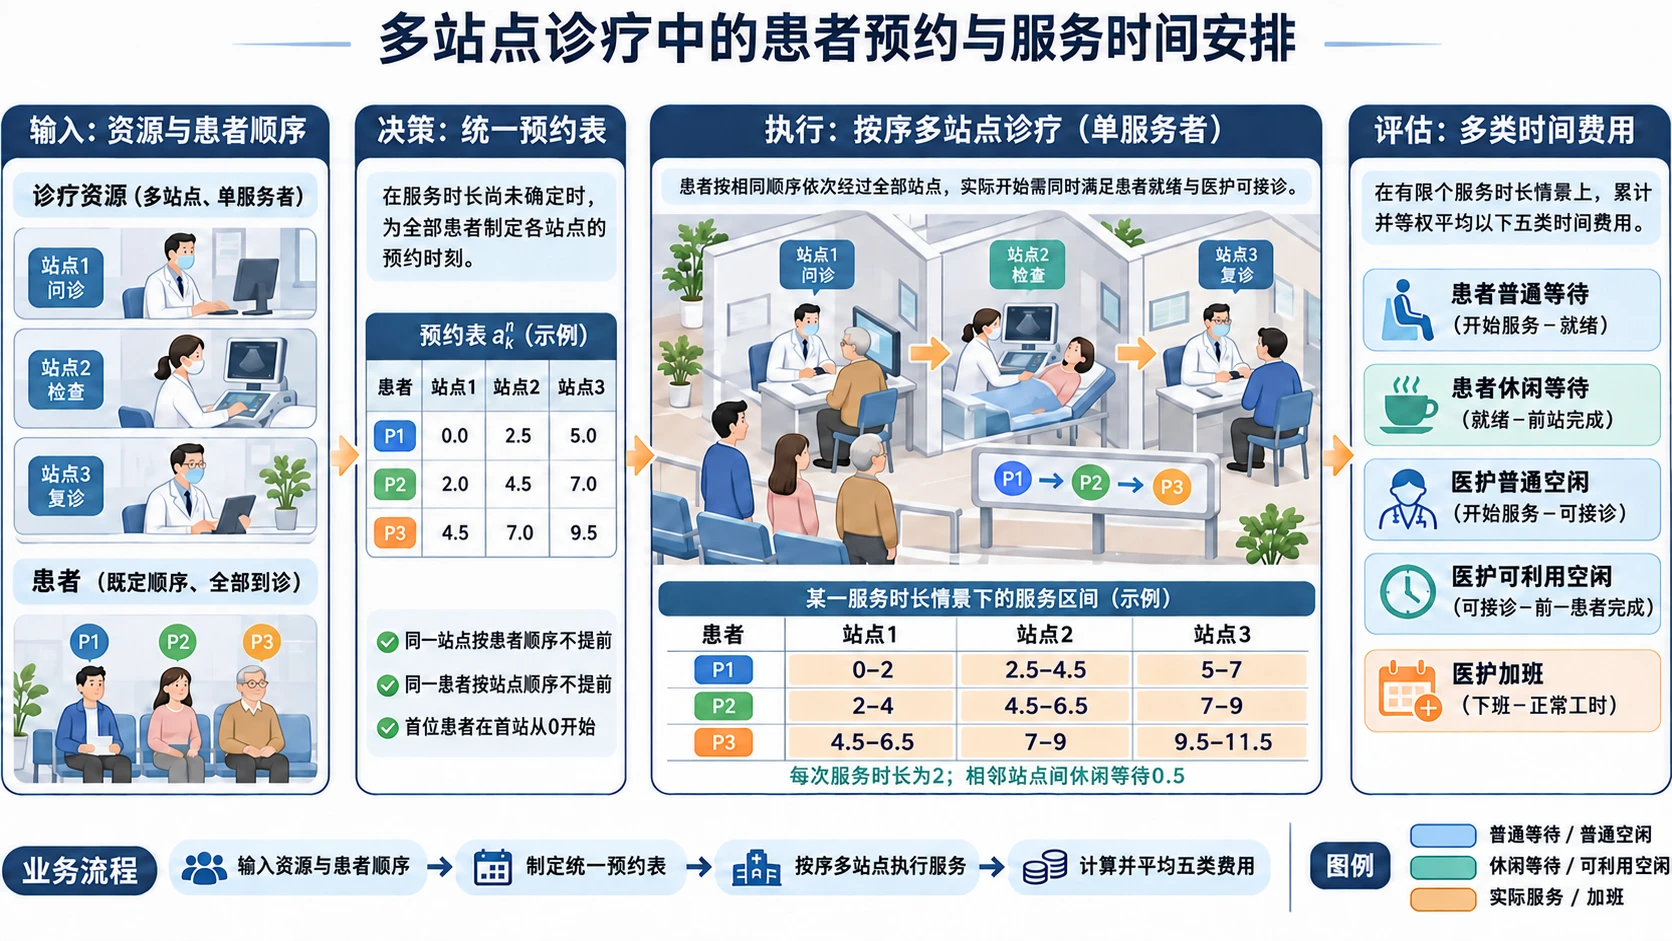 多站点诊疗中的患者预约与服务时间安排
输入：资源与患者顺序
诊疗资源（多站点、单服务者）
站点1
问诊
站点2
检查
站点3
复诊
患者（既定顺序、全部到诊）
P1
P2
P3
决策：统一预约表
在服务时长尚未确定时，
为全部患者制定各站点的
预约时刻。
预约表 a_k^n（示例）
患者 站点1 站点2 站点3
P1 0.0 2.5 5.0
P2 2.0 4.5 7.0
P3 4.5 7.0 9.5
同一站点按患者顺序不提前
同一患者按站点顺序不提前
首位患者在首站从0开始
执行：按序多站点诊疗（单服务者）
患者按相同顺序依次经过全部站点，实际开始需同时满足患者就绪与医护可接诊。
站点1
问诊
站点2
检查
站点3
复诊
P1 → P2 → P3
某一服务时长情景下的服务区间（示例）
患者 站点1 站点2 站点3
P1 0–2 2.5–4.5 5–7
P2 2–4 4.5–6.5 7–9
P3 4.5–6.5 7–9 9.5–11.5
每次服务时长为2；相邻站点间休闲等待0.5
评估：多类时间费用
在有限个服务时长情景上，累计
并等权平均以下五类时间费用。
患者普通等待
（开始服务－就绪）
患者休闲等待
（就绪－前站完成）
医护普通空闲
（开始服务－可接诊）
医护可利用空闲
（可接诊－前一患者完成）
医护加班
（下班－正常工时）
业务流程
输入资源与患者顺序
制定统一预约表
按序多站点执行服务
计算并平均五类费用
图例
普通等待 / 普通空闲
休闲等待 / 可利用空闲
实际服务 / 加班